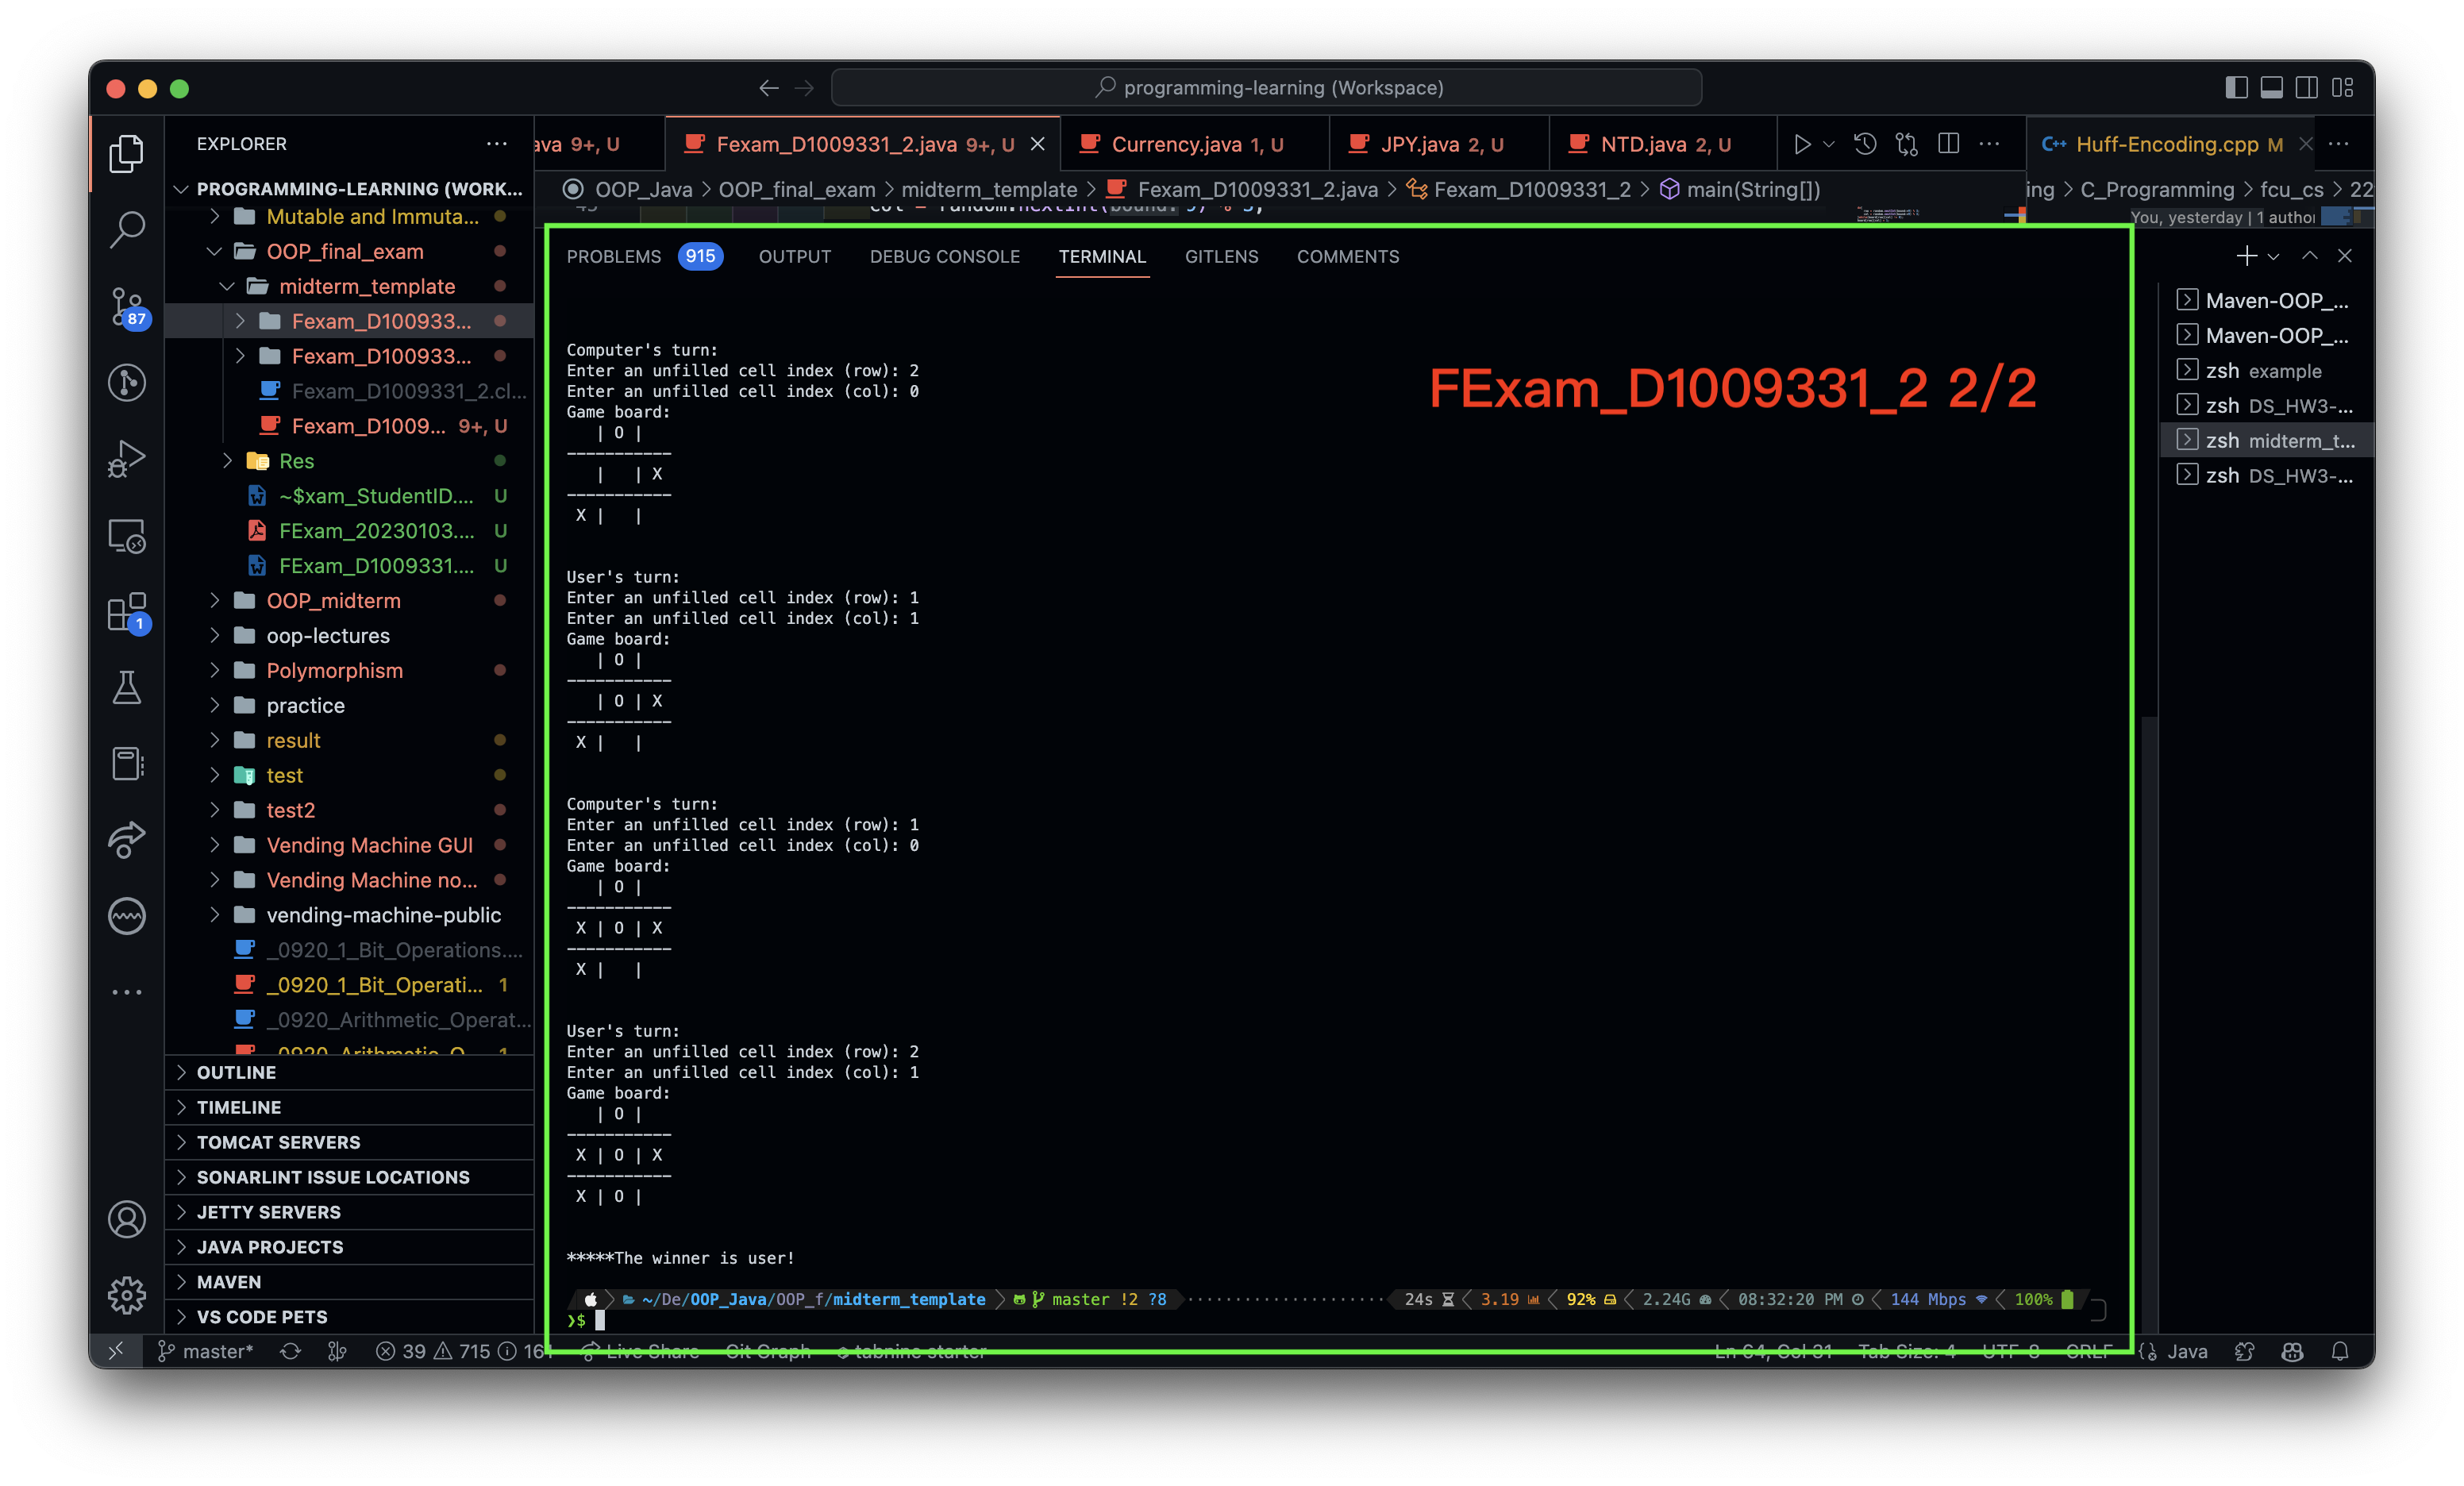 programming-learning (Workspace)
EXPLORER
ava 9+, U
Fexam_D1009331_2.java 9+, U
Currency.java 1, U
JPY.java 2, U
NTD.java 2, U
Huff-Encoding.cpp M
PROGRAMMING-LEARNING (WORK...
OOP_Java > OOP_final_exam > midterm_template > Fexam_D1009331_2.java > Fexam_D1009331_2 > main(String[])
ing > C_Programming > fcu_cs > 22
You, yesterday | 1 author
Mutable and Immuta...
OOP_final_exam
midterm_template
Fexam_D100933...
Fexam_D100933...
Fexam_D1009331_2.cl...
Fexam_D1009... 9+, U
Res
~$xam_StudentID.... U
FExam_20230103.... U
FExam_D1009331.... U
OOP_midterm
oop-lectures
Polymorphism
practice
result
test
test2
Vending Machine GUI
Vending Machine no...
vending-machine-public
_0920_1_Bit_Operations....
_0920_1_Bit_Operati... 1
_0920_Arithmetic_Operat...
_0920_Arithmetic_O... 1
OUTLINE
TIMELINE
TOMCAT SERVERS
SONARLINT ISSUE LOCATIONS
JETTY SERVERS
JAVA PROJECTS
MAVEN
VS CODE PETS
87
1
PROBLEMS 915 OUTPUT DEBUG CONSOLE TERMINAL GITLENS COMMENTS
FExam_D1009331_2 2/2
Computer's turn:
Enter an unfilled cell index (row): 2
Enter an unfilled cell index (col): 0
Game board:
   | O |
-----------
   |   | X
-----------
 X |   |
User's turn:
Enter an unfilled cell index (row): 1
Enter an unfilled cell index (col): 1
Game board:
   | O |
-----------
   | O | X
-----------
 X |   |
Computer's turn:
Enter an unfilled cell index (row): 1
Enter an unfilled cell index (col): 0
Game board:
   | O |
-----------
 X | O | X
-----------
 X |   |
User's turn:
Enter an unfilled cell index (row): 2
Enter an unfilled cell index (col): 1
Game board:
   | O |
-----------
 X | O | X
-----------
 X | O |
*****The winner is user!
~/De/OOP_Java/OOP_f/midterm_template master !2 ?8 24s 3.19 92% 2.24G 08:32:20 PM 144 Mbps 100%
❯$
Maven-OOP_...
Maven-OOP_...
zsh example
zsh DS_HW3-...
zsh midterm_t...
zsh DS_HW3-...
master* 39 715 161 Live Share Git Graph tabnine starter Ln 64, Col 31 Tab Size: 4 UTF-8 CRLF Java